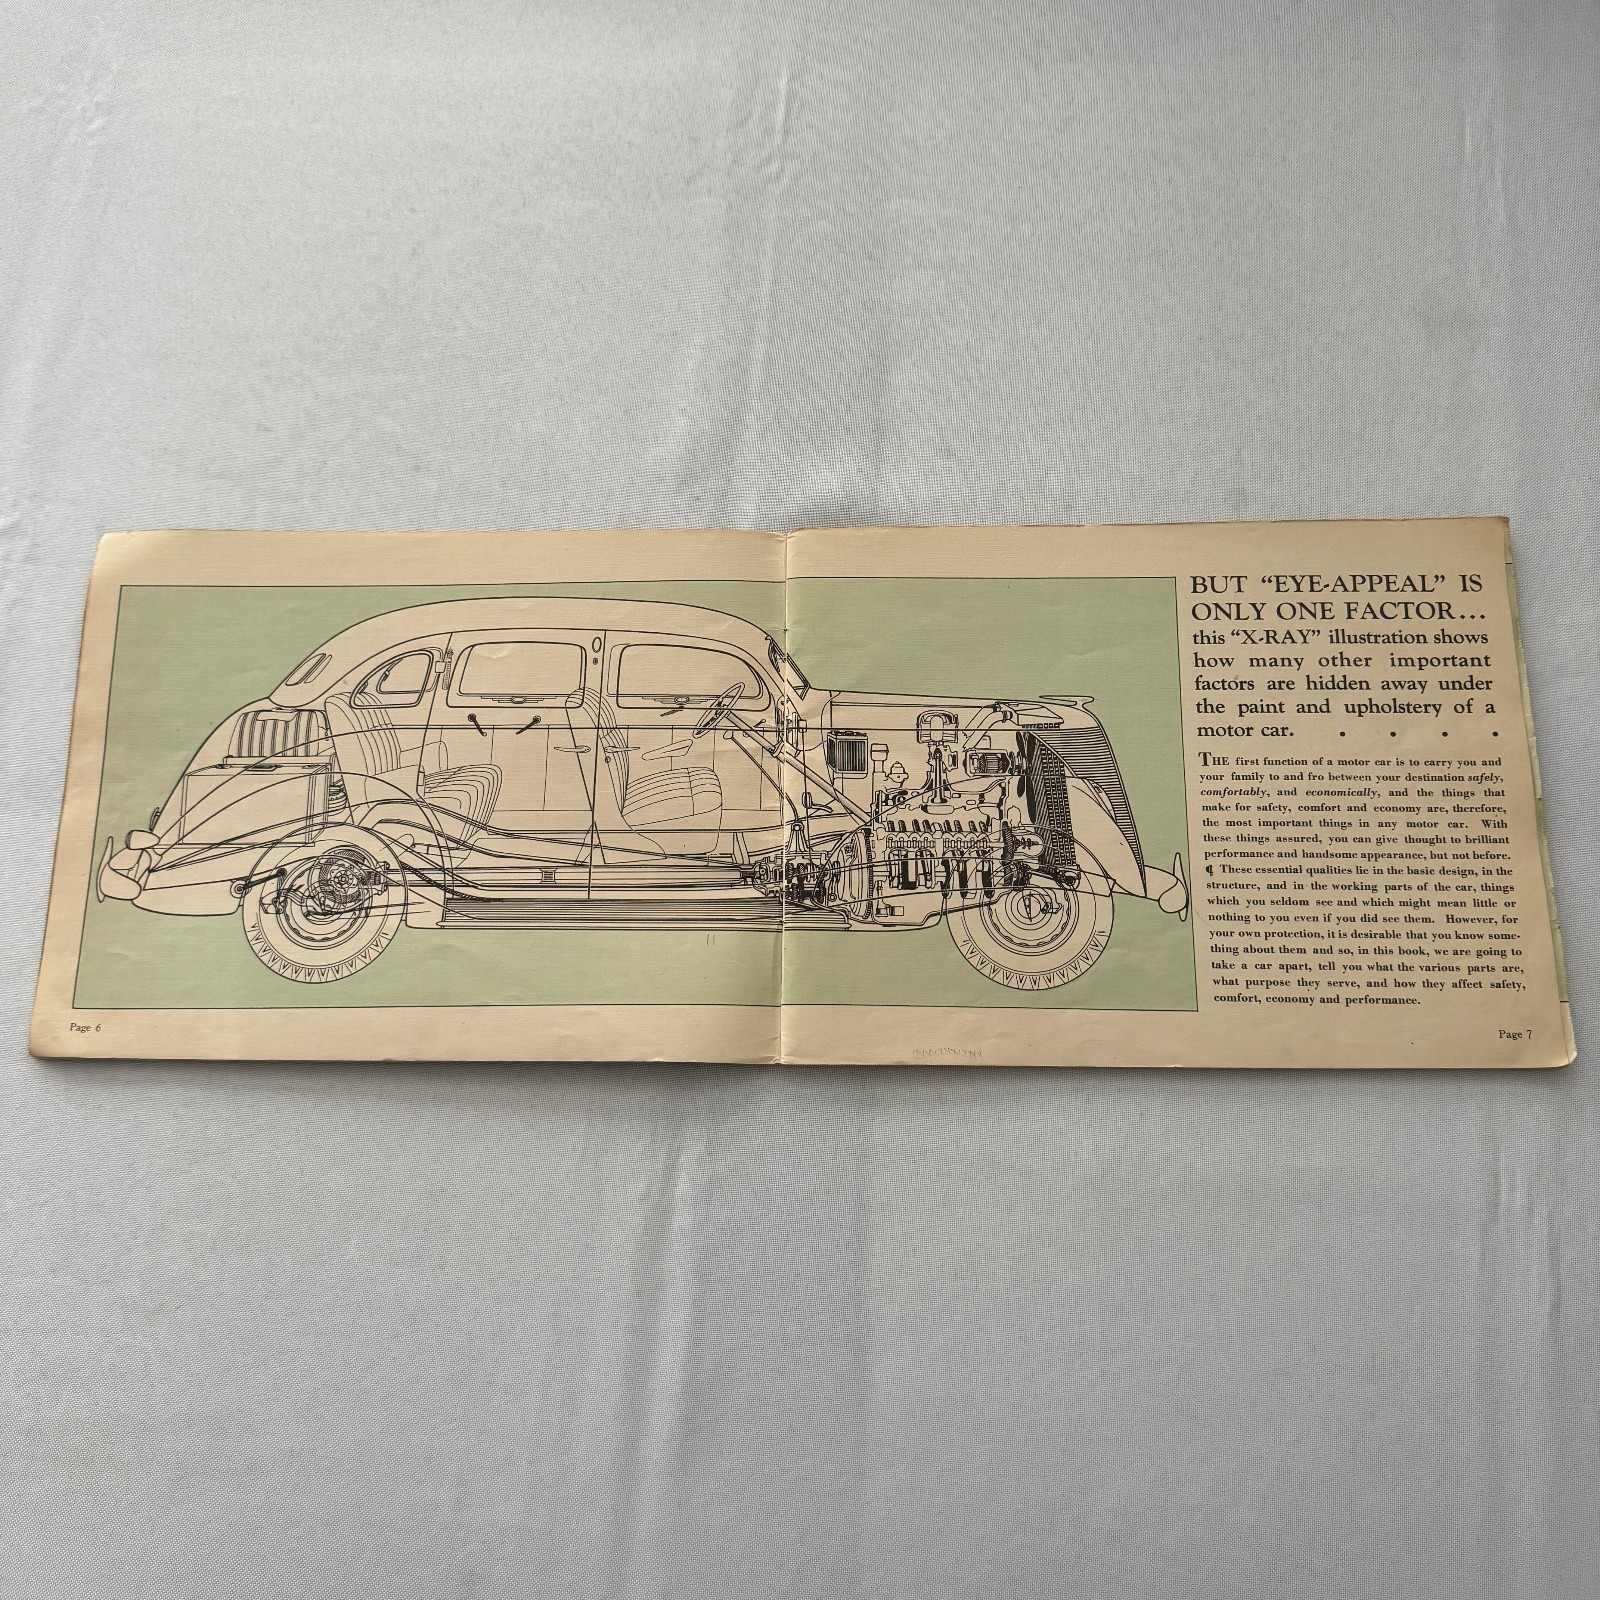 BUT “EYE-APPEAL” IS
ONLY ONE FACTOR...
this “X-RAY” illustration shows
how many other important
factors are hidden away under
the paint and upholstery of a
motor car. . . . .
THE first function of a motor car is to carry you and
your family to and fro between your destination safely,
comfortably, and economically, and the things that
make for safety, comfort and economy are, therefore,
the most important things in any motor car. With
these things assured, you can give thought to brilliant
performance and handsome appearance, but not before.
¶ These essential qualities lie in the basic design, in the
structure, and in the working parts of the car, things
which you seldom see and which might mean little or
nothing to you even if you did see them. However, for
your own protection, it is desirable that you know some-
thing about them and so, in this book, we are going to
take a car apart, tell you what the various parts are,
what purpose they serve, and how they affect safety,
comfort, economy and performance.
Page 6
Page 7